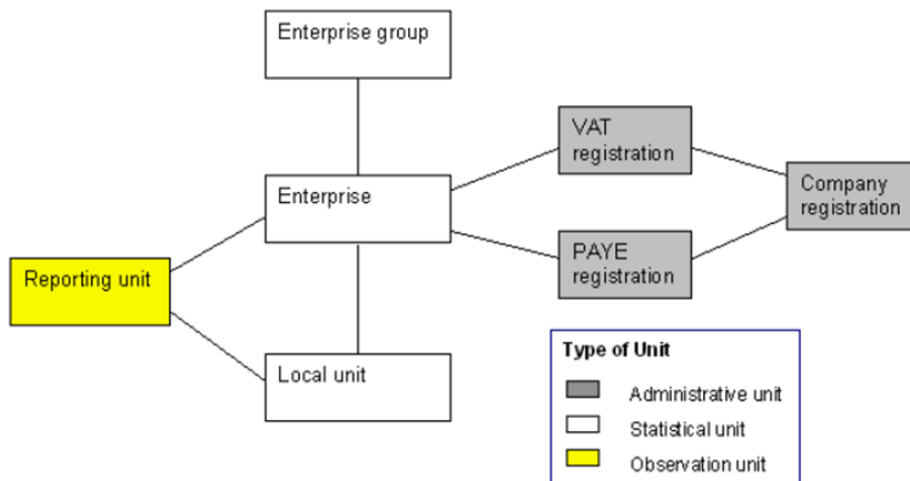 Enterprise group
VAT
registration
Company
registration
Enterprise
PAYE
registration
Reporting unit
Local unit
Type of Unit
Administrative unit
Statistical unit
Observation unit